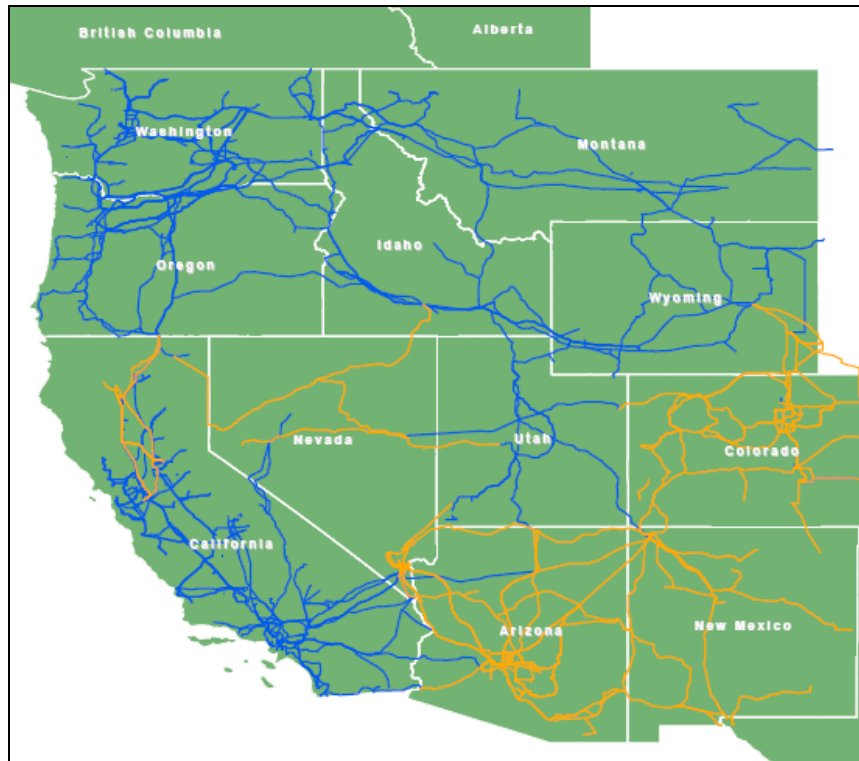 British Columbia
Alberta
Washington
Montana
Idaho
Oregon
Wyoming
Nevada
Utah
Colorado
California
Arizona
New Mexico